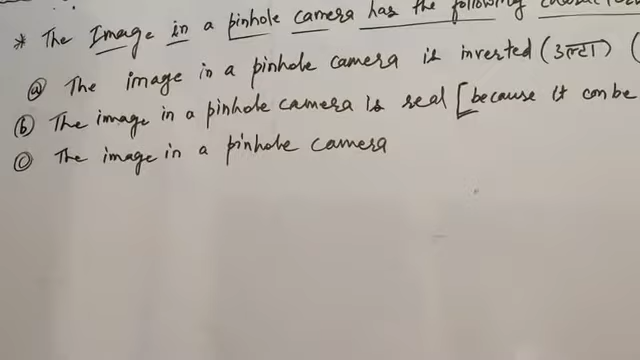 * The Image in a pinhole camera has the following
(a) The image in a pinhole camera is inverted (उल्टा) (
(b) The image in a pinhole camera is real [because it can be
(c) The image in a pinhole camera